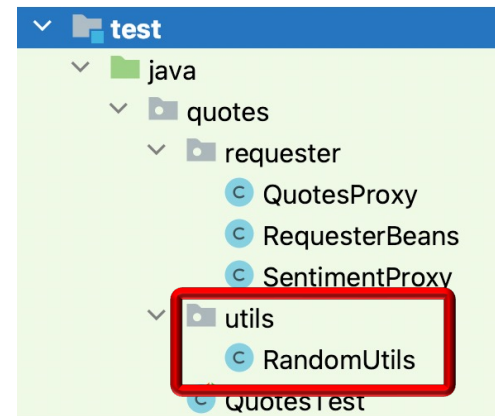 test
java
quotes
requester
QuotesProxy
RequesterBeans
SentimentProxy
utils
RandomUtils
QuotesTest